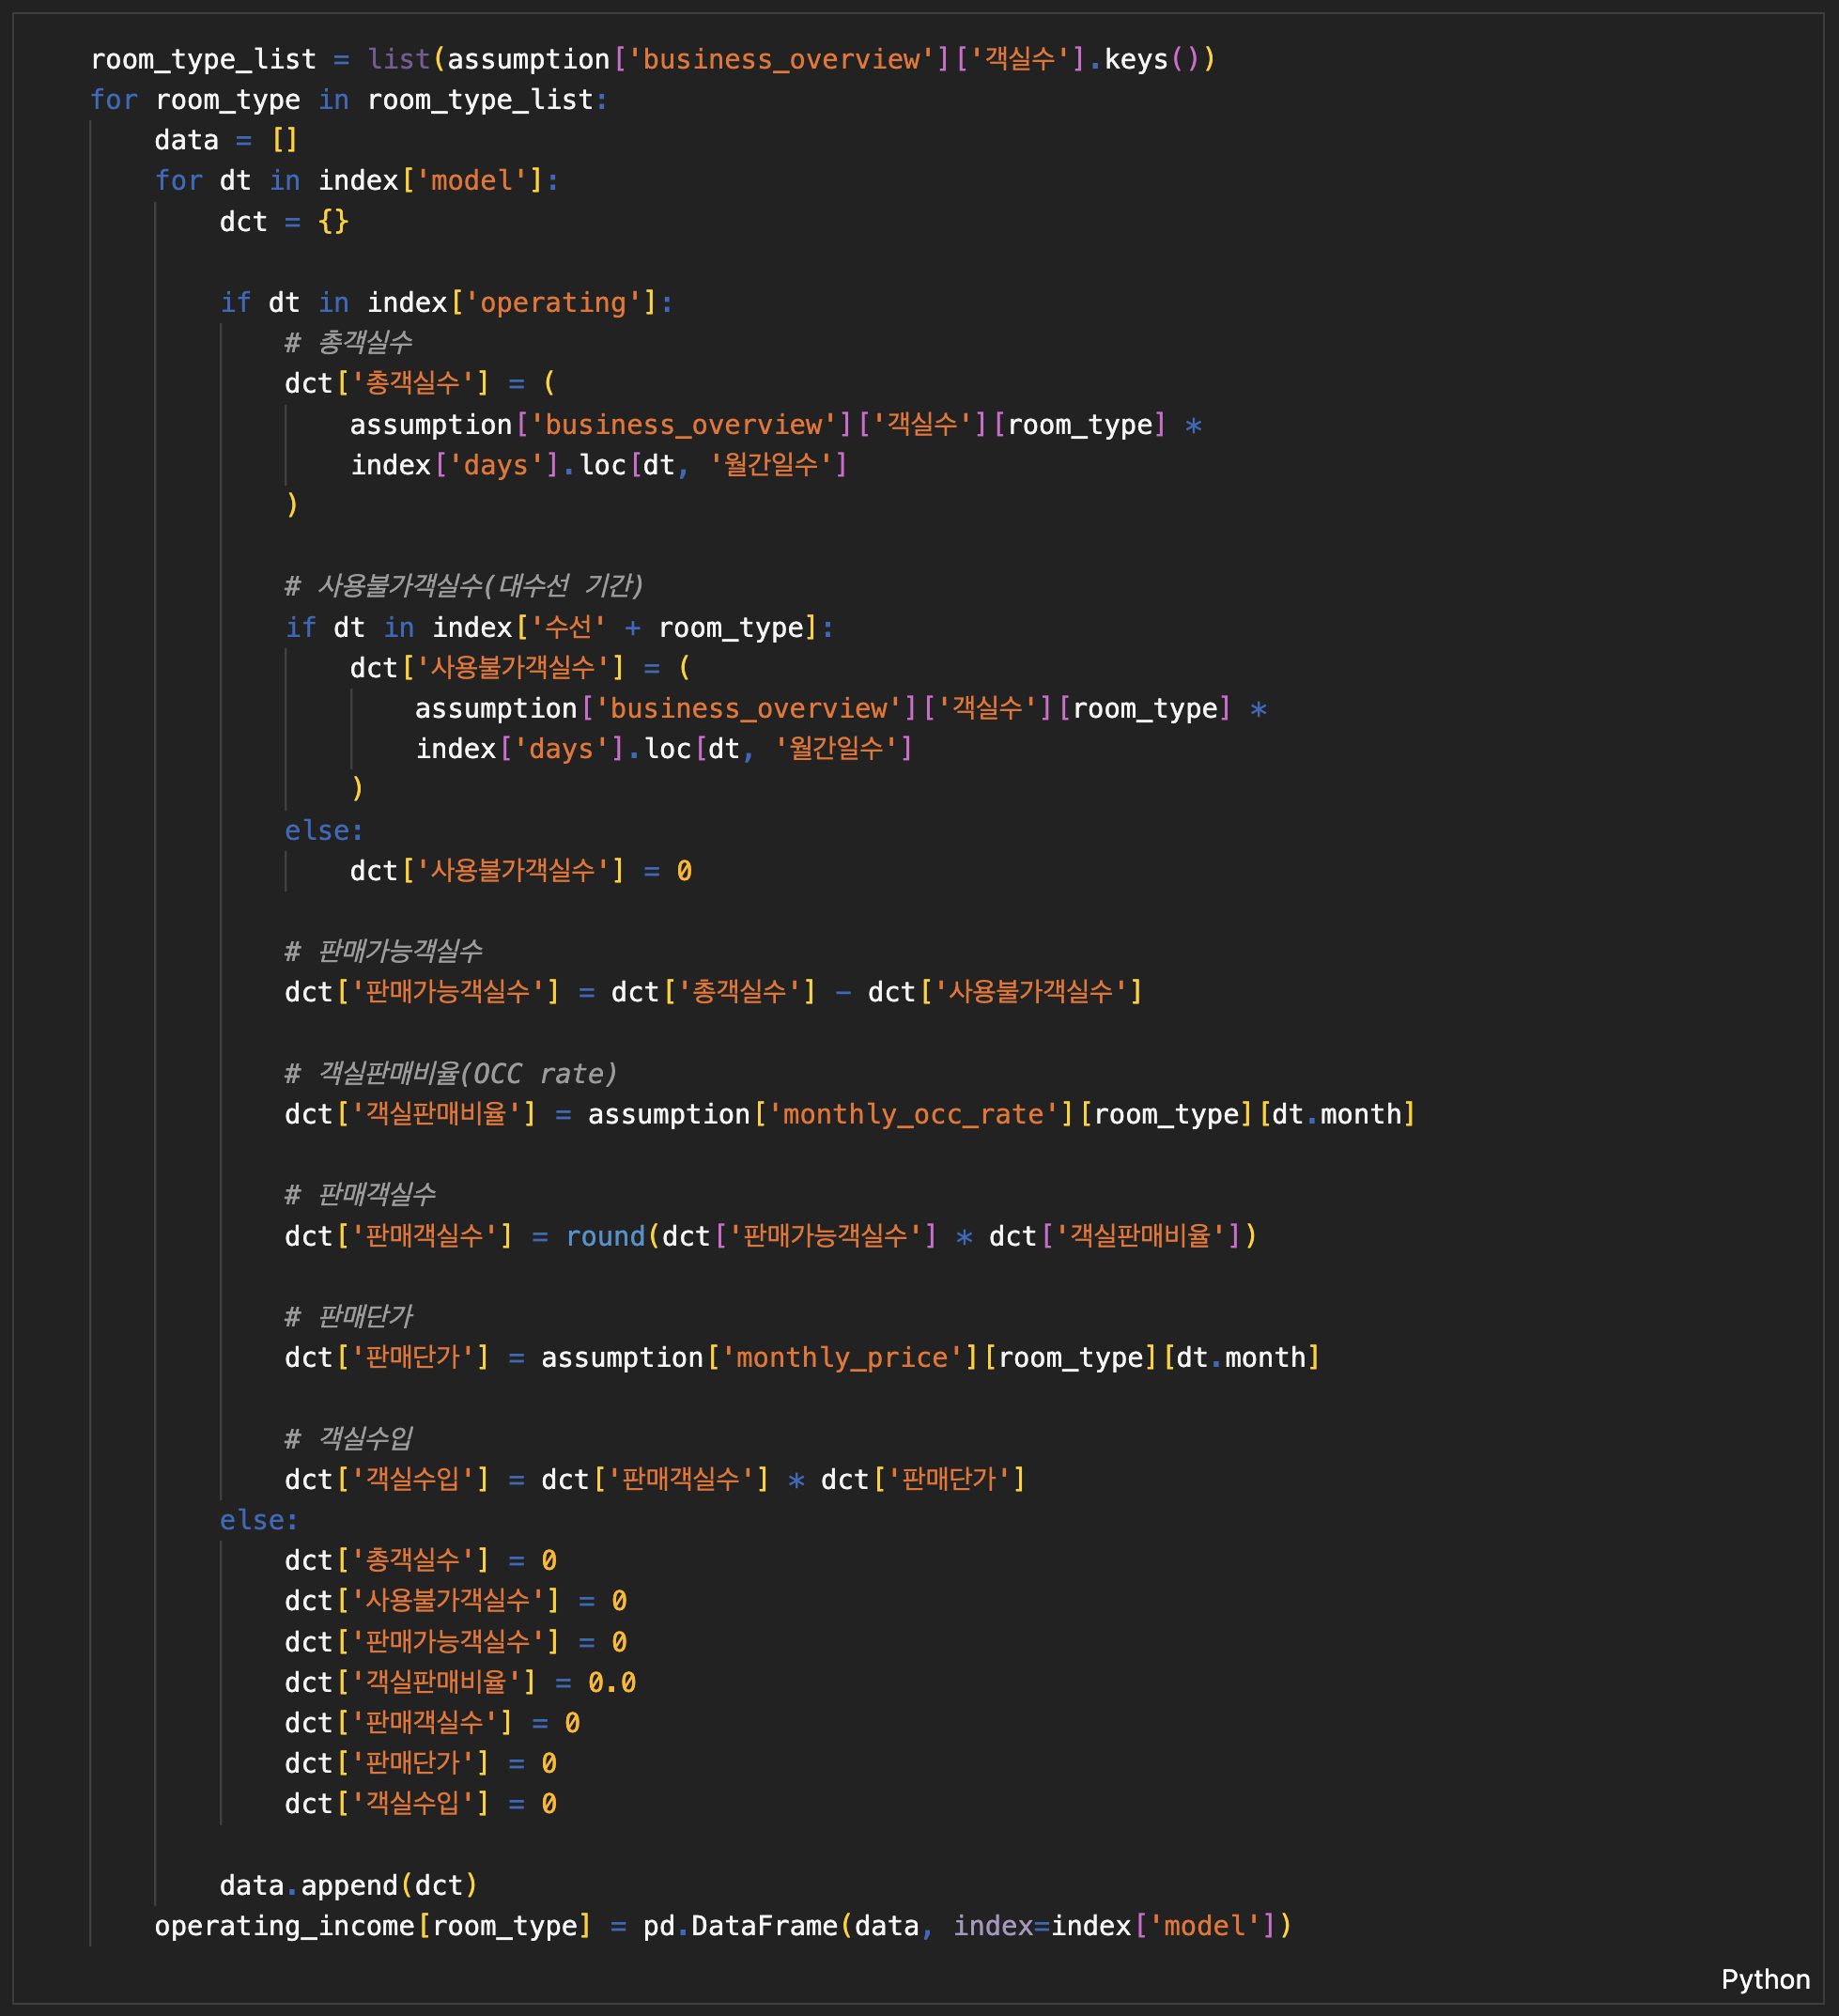 room_type_list = list(assumption['business_overview']['객실수'].keys())
for room_type in room_type_list:
    data = []
    for dt in index['model']:
        dct = {}

        if dt in index['operating']:
            # 총객실수
            dct['총객실수'] = (
                assumption['business_overview']['객실수'][room_type] *
                index['days'].loc[dt, '월간일수']
            )

            # 사용불가객실수(대수선 기간)
            if dt in index['수선' + room_type]:
                dct['사용불가객실수'] = (
                    assumption['business_overview']['객실수'][room_type] *
                    index['days'].loc[dt, '월간일수']
                )
            else:
                dct['사용불가객실수'] = 0

            # 판매가능객실수
            dct['판매가능객실수'] = dct['총객실수'] - dct['사용불가객실수']

            # 객실판매비율(OCC rate)
            dct['객실판매비율'] = assumption['monthly_occ_rate'][room_type][dt.month]

            # 판매객실수
            dct['판매객실수'] = round(dct['판매가능객실수'] * dct['객실판매비율'])

            # 판매단가
            dct['판매단가'] = assumption['monthly_price'][room_type][dt.month]

            # 객실수입
            dct['객실수입'] = dct['판매객실수'] * dct['판매단가']
        else:
            dct['총객실수'] = 0
            dct['사용불가객실수'] = 0
            dct['판매가능객실수'] = 0
            dct['객실판매비율'] = 0.0
            dct['판매객실수'] = 0
            dct['판매단가'] = 0
            dct['객실수입'] = 0

        data.append(dct)
    operating_income[room_type] = pd.DataFrame(data, index=index['model'])
Python